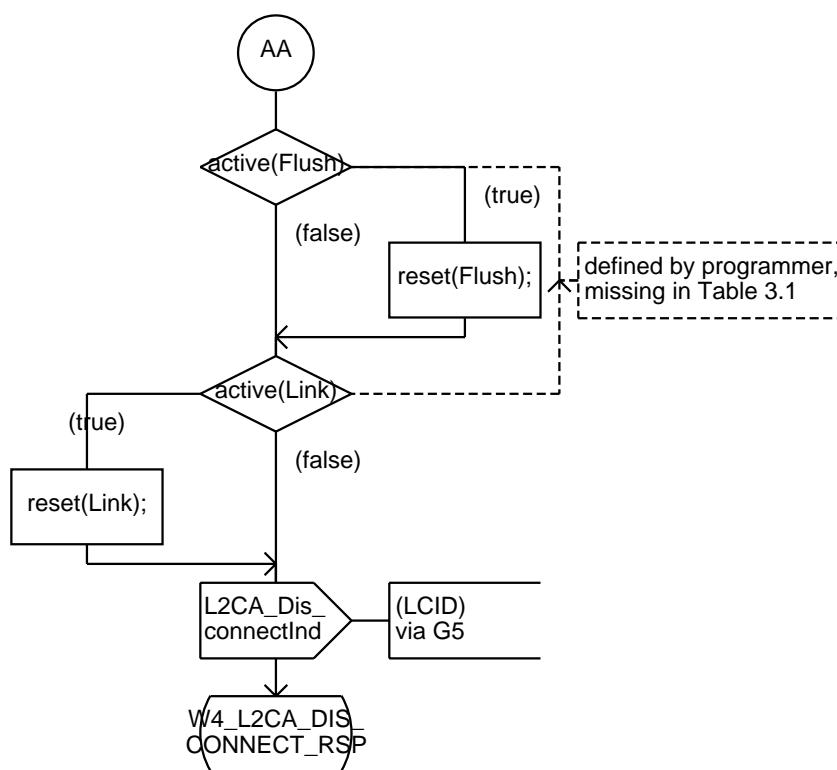 AA
active(Flush)
(true)
(false)
reset(Flush);
defined by programmer,
missing in Table 3.1
active(Link)
(true)
(false)
reset(Link);
L2CA_Dis_
connectInd
(LCID)
via G5
W4_L2CA_DIS_
CONNECT_RSP